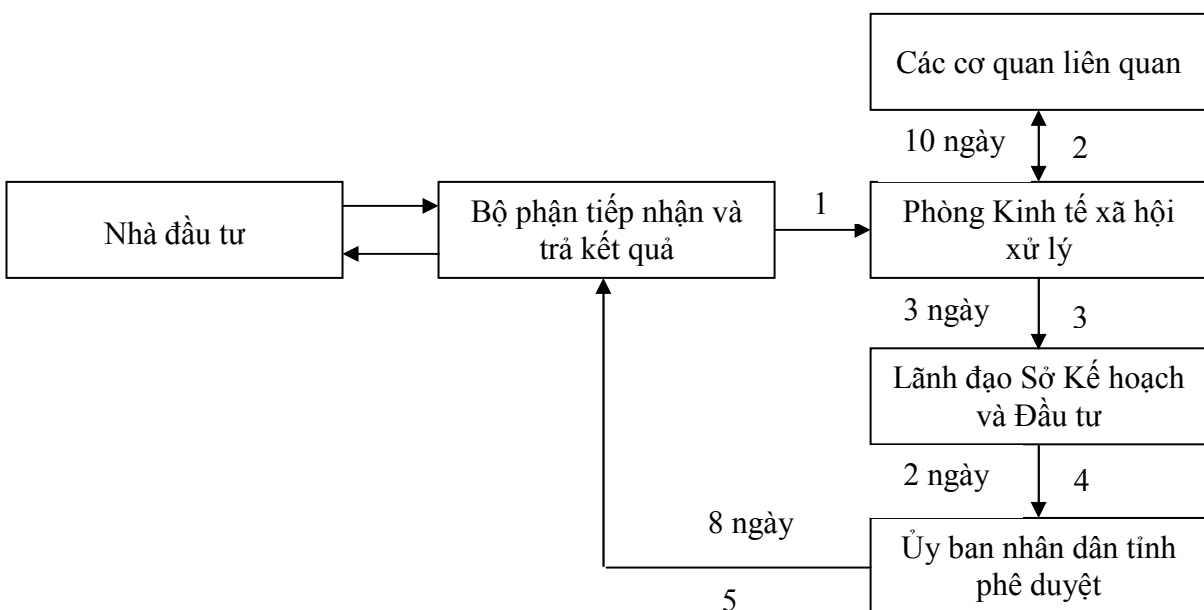 Các cơ quan liên quan
10 ngày
2
Nhà đầu tư
Bộ phận tiếp nhận và
trả kết quả
1
Phòng Kinh tế xã hội
xử lý
3 ngày
3
Lãnh đạo Sở Kế hoạch
và Đầu tư
2 ngày
4
8 ngày
Ủy ban nhân dân tỉnh
phê duyệt
5